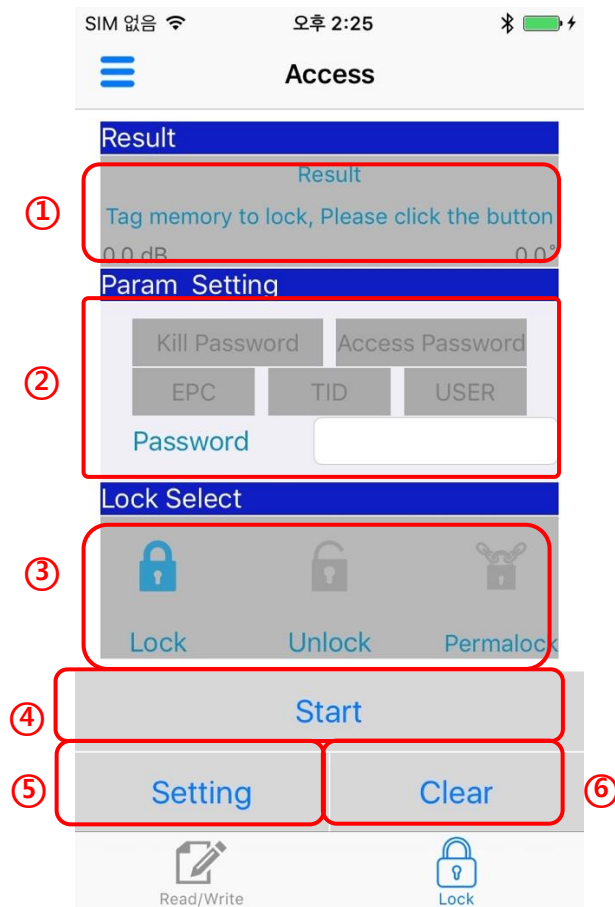 SIM 없음 오후 2:25
Access
Result
Result
① Tag memory to lock, Please click the button
0.0 dB 0.0°
Param Setting
Kill Password Access Password
② EPC TID USER
Password
Lock Select
③
Lock Unlock Permalock
④ Start
⑤ Setting Clear ⑥
Read/Write Lock